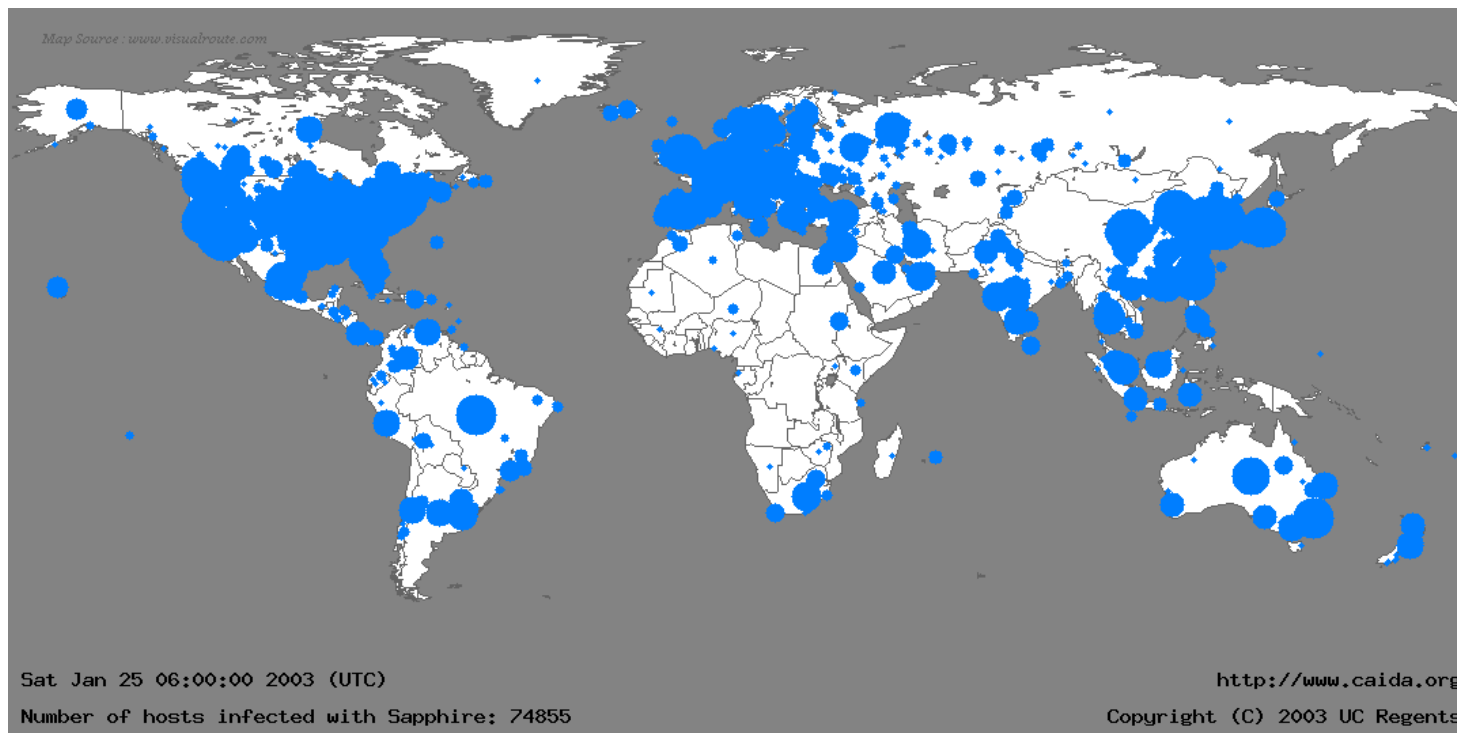 Map Source : www.visualroute.com
Sat Jan 25 06:00:00 2003 (UTC)
http://www.caida.org
Number of hosts infected with Sapphire: 74855
Copyright (C) 2003 UC Regents